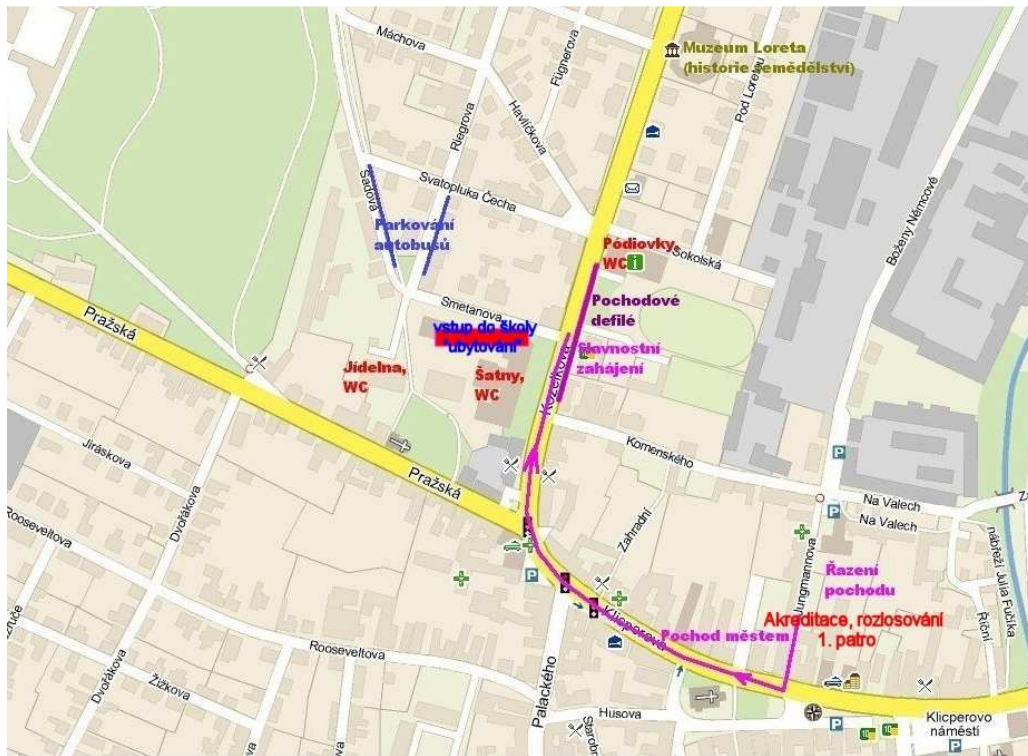 Máchova
Fügnerova
Muzeum Loreta
(historie zemědělství)
Pod Loretou
Havlíčkova
Riegrova
Sadová
Svatopluka Čecha
Parkování
autobusů
Pódiovky,
WC
i
Sokolská
Boženy Němcové
Pochodové
defilé
Smetanova
vstup do školy
"ubytování"
Slavnostní
zahájení
Pražská
Jídelna,
WC
Šatny,
WC
Kozelkova
Komenského
Jiráskova
Pražská
Dvořákova
Rooseveltova
Zahradní
P
Na Valech
P
Na Valech
nábřeží Julia Fučíka
Jungmannova
Řazení
pochodu
P
Klicperova
Pochod městem
Akreditace, rozlosování
1. patro
Říční
Rooseveltova
Dvořákova
Žižkova
Palackého
Husova
P
P
Klicperovo
náměstí
P